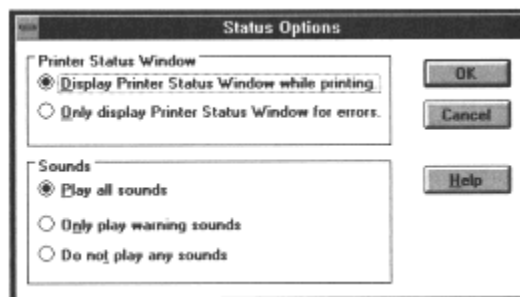 Status Options
Printer Status Window
Display Printer Status Window while printing
Only display Printer Status Window for errors.
OK
Cancel
Sounds
Play all sounds
Only play warning sounds
Do not play any sounds
Help